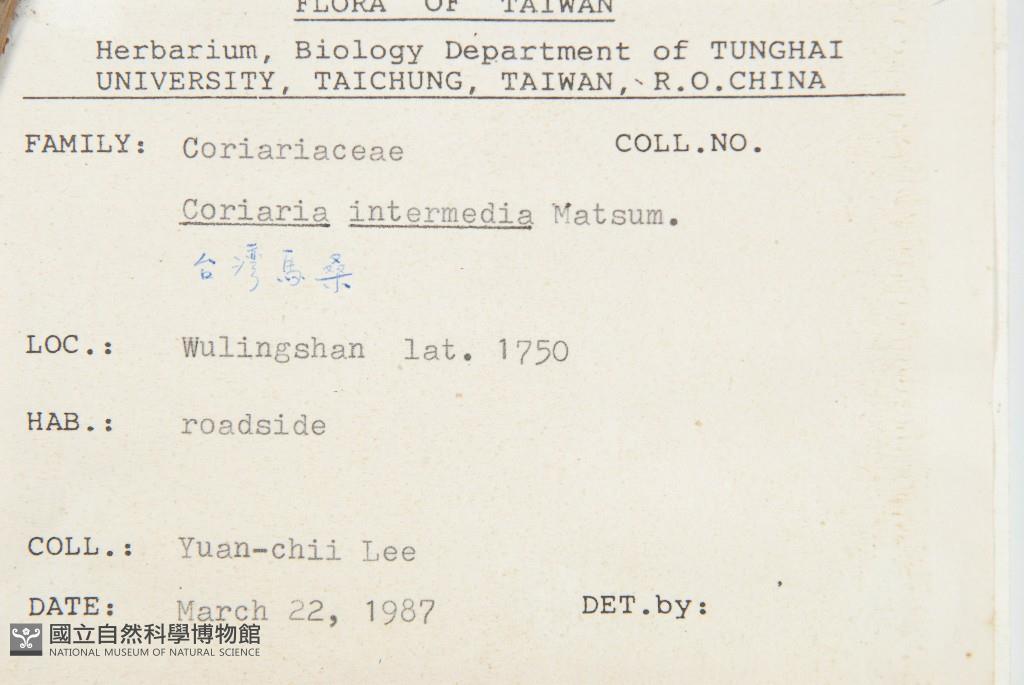 FLORA OF TAIWAN
Herbarium, Biology Department of TUNGHAI
UNIVERSITY, TAICHUNG, TAIWAN, R.O.CHINA
FAMILY: Coriariaceae COLL.NO.
Coriaria intermedia Matsum.
台灣馬桑
LOC.: Wulingshan lat. 1750
HAB.: roadside
COLL.: Yuan-chii Lee
DATE: March 22, 1987 DET.by:
國立自然科學博物館
NATIONAL MUSEUM OF NATURAL SCIENCE